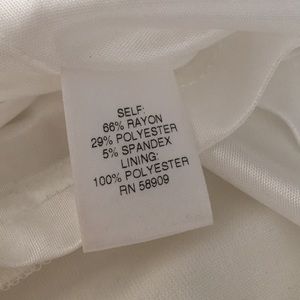 SELF:
66% RAYON
29% POLYESTER
5% SPANDEX
LINING:
100% POLYESTER
RN 58909